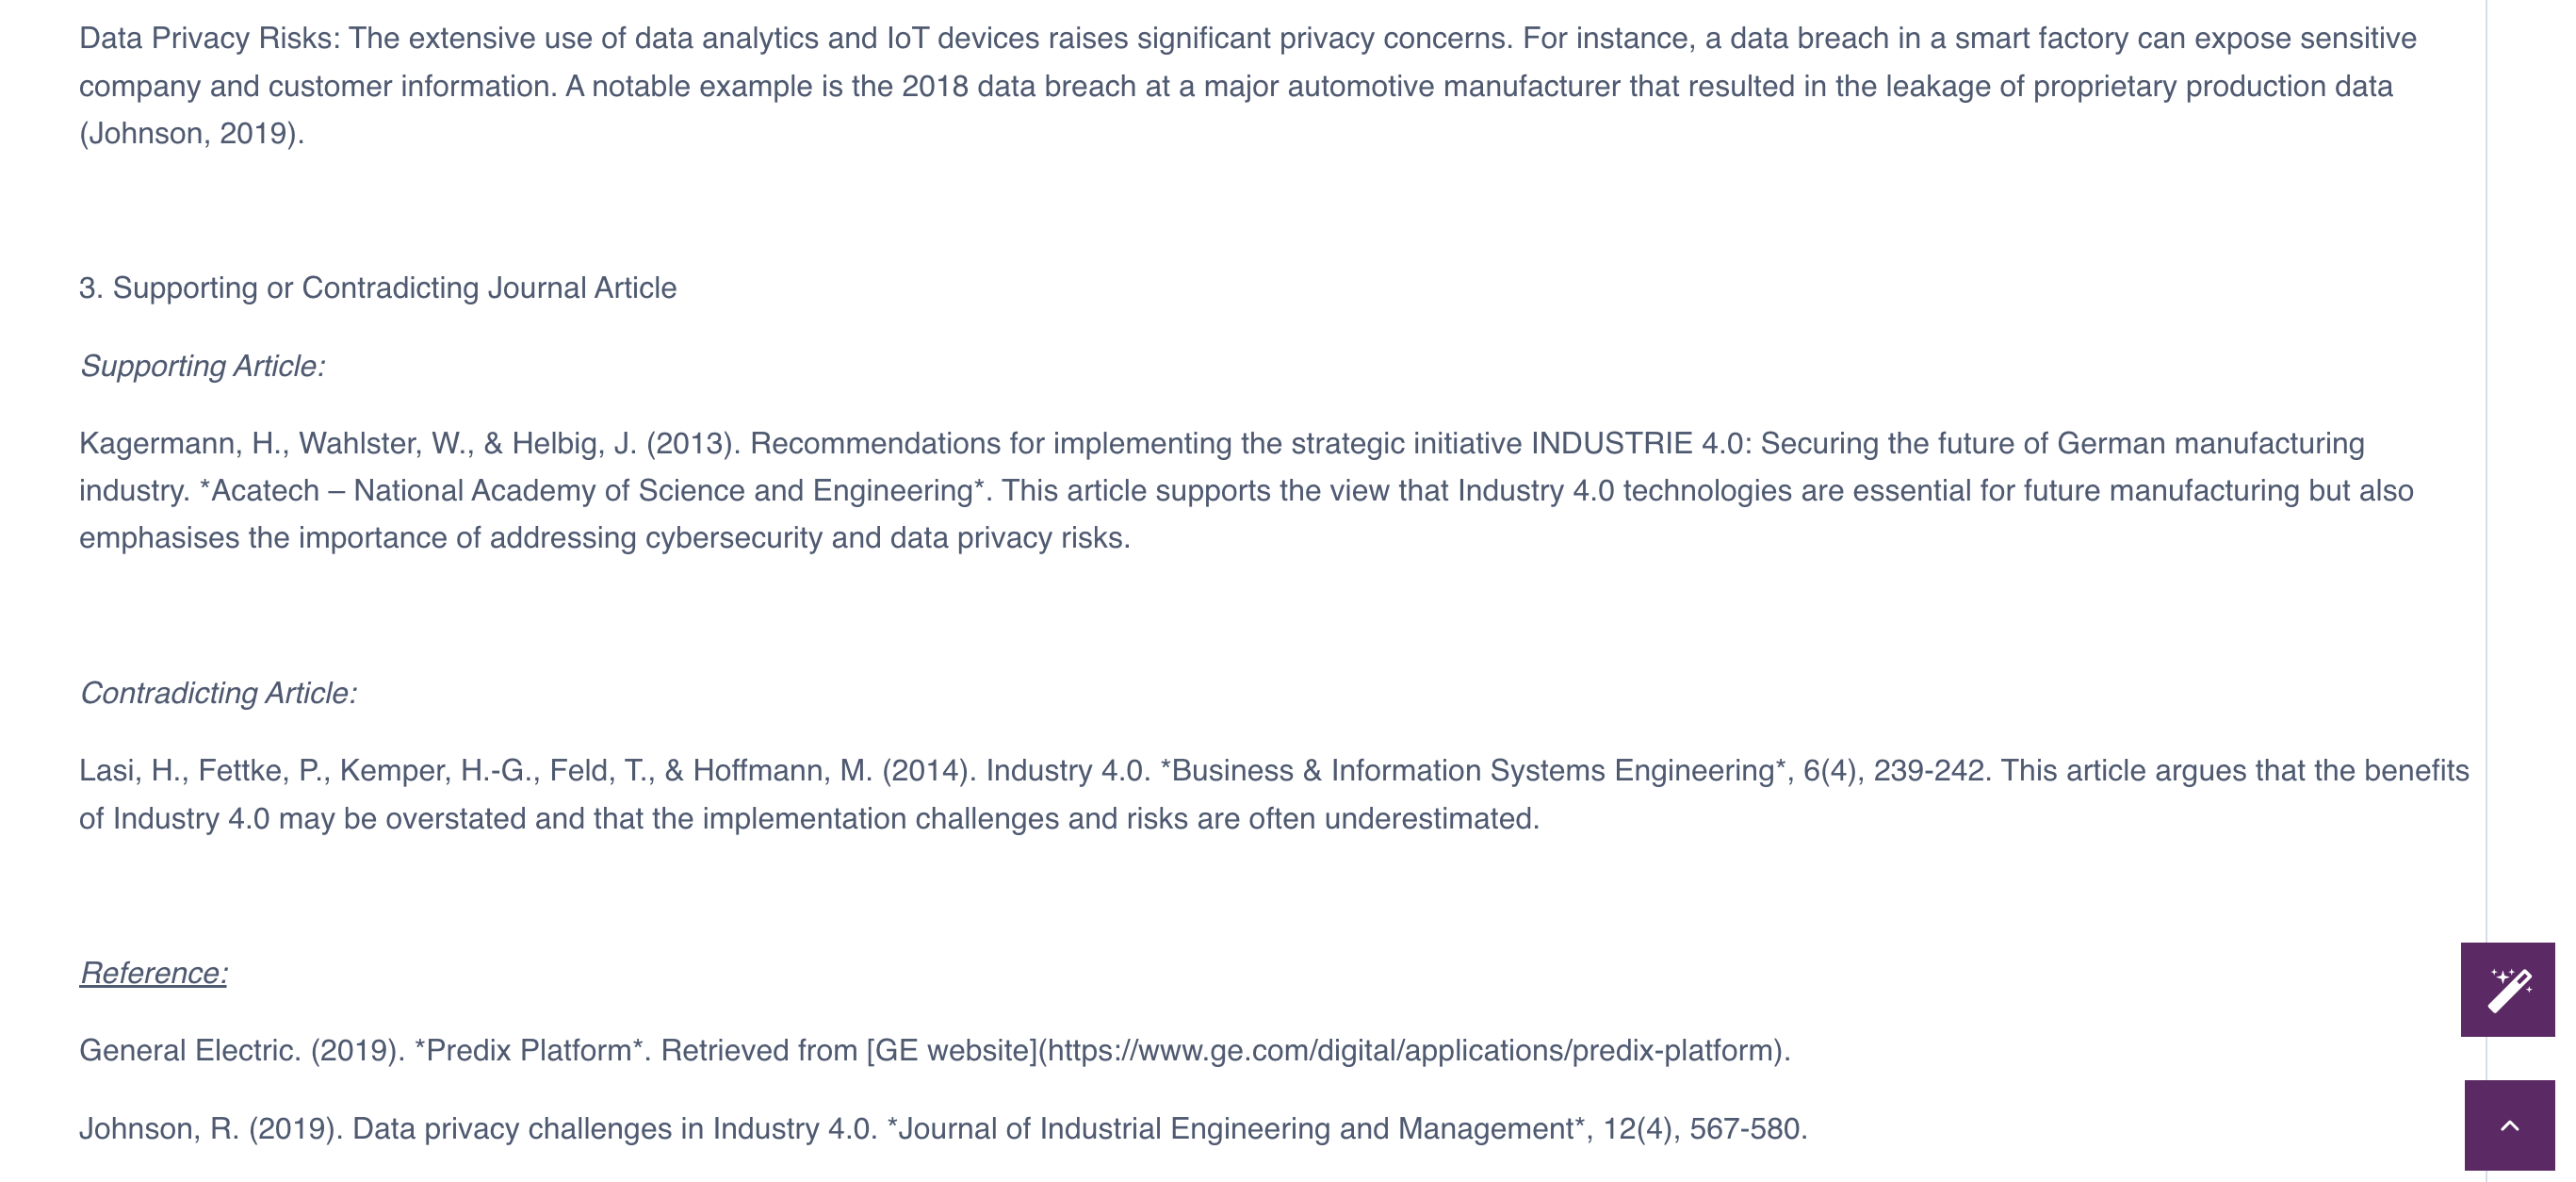 Data Privacy Risks: The extensive use of data analytics and IoT devices raises significant privacy concerns. For instance, a data breach in a smart factory can expose sensitive
company and customer information. A notable example is the 2018 data breach at a major automotive manufacturer that resulted in the leakage of proprietary production data
(Johnson, 2019).
3. Supporting or Contradicting Journal Article
Supporting Article:
Kagermann, H., Wahlster, W., & Helbig, J. (2013). Recommendations for implementing the strategic initiative INDUSTRIE 4.0: Securing the future of German manufacturing
industry. *Acatech – National Academy of Science and Engineering*. This article supports the view that Industry 4.0 technologies are essential for future manufacturing but also
emphasises the importance of addressing cybersecurity and data privacy risks.
Contradicting Article:
Lasi, H., Fettke, P., Kemper, H.-G., Feld, T., & Hoffmann, M. (2014). Industry 4.0. *Business & Information Systems Engineering*, 6(4), 239-242. This article argues that the benefits
of Industry 4.0 may be overstated and that the implementation challenges and risks are often underestimated.
Reference:
General Electric. (2019). *Predix Platform*. Retrieved from [GE website](https://www.ge.com/digital/applications/predix-platform).
Johnson, R. (2019). Data privacy challenges in Industry 4.0. *Journal of Industrial Engineering and Management*, 12(4), 567-580.